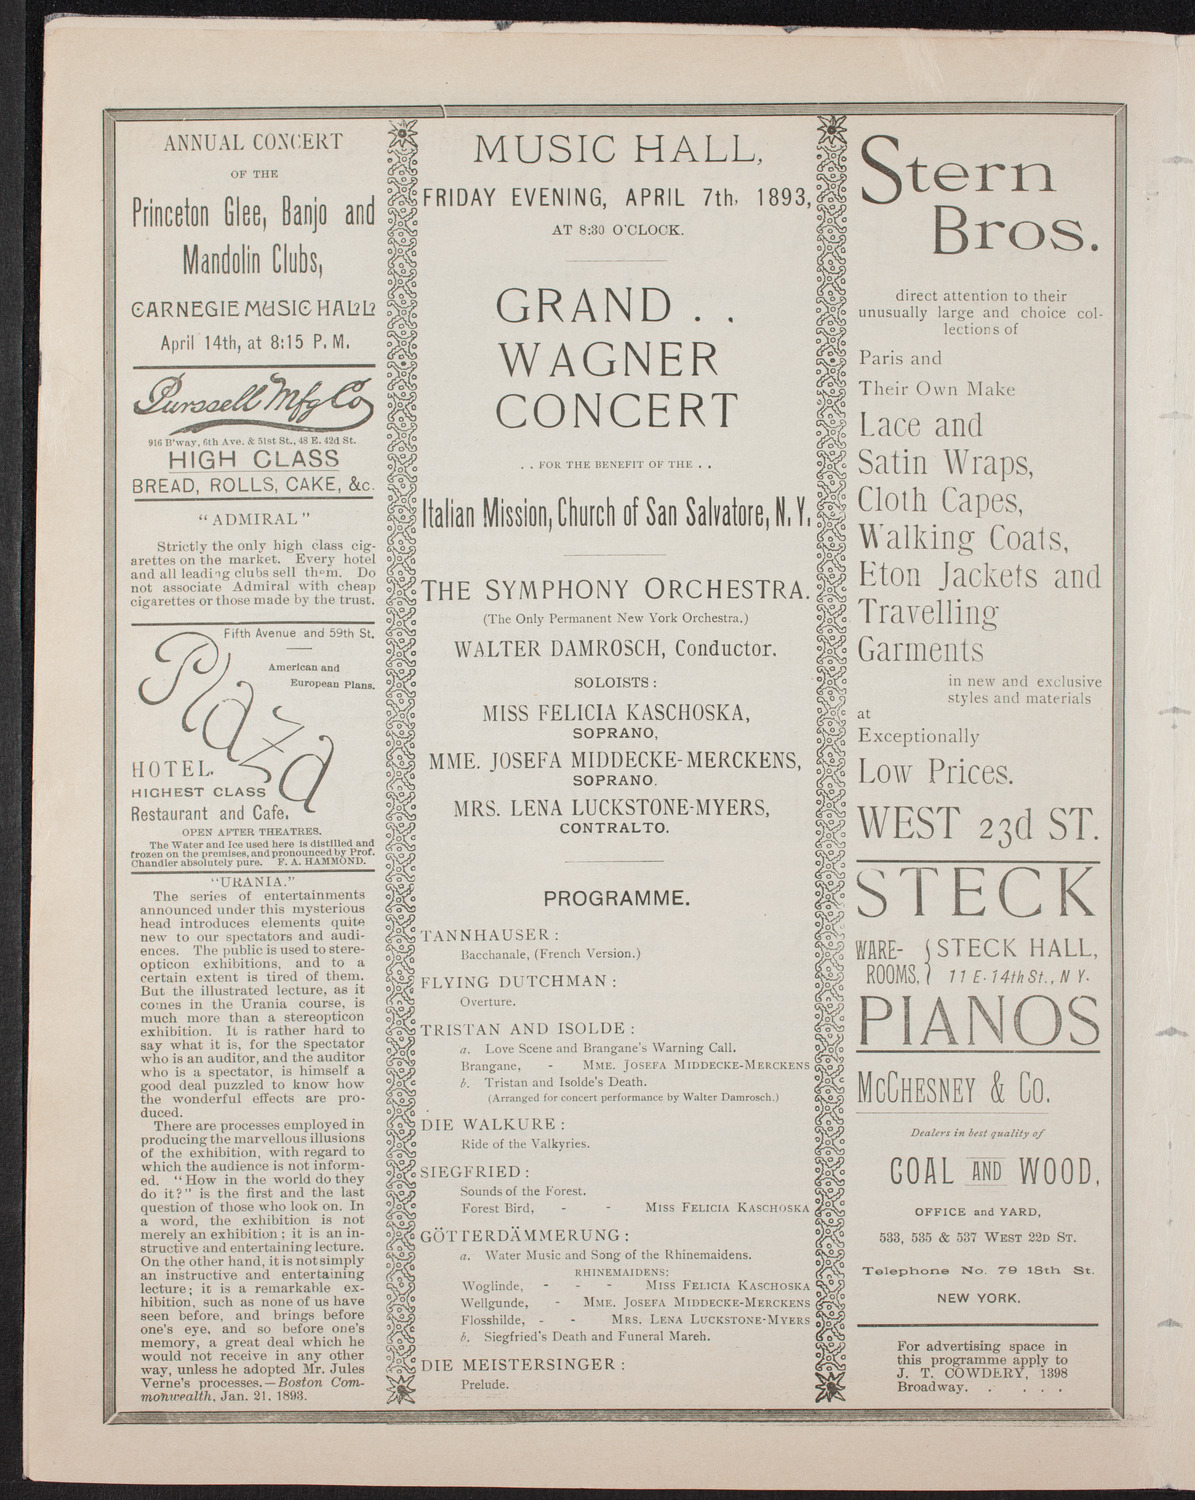 ANNUAL CONCERT
OF THE
Princeton Glee, Banjo and
Mandolin Clubs,
CARNEGIE MUSIC HALL
April 14th, at 8:15 P. M.
Purssell Mfg Co
916 B'way, 6th Ave. & 51st St., 48 E. 42d St.
HIGH CLASS
BREAD, ROLLS, CAKE, &c.
"ADMIRAL"
Strictly the only high class cig-
arettes on the market. Every hotel
and all leading clubs sell them. Do
not associate Admiral with cheap
cigarettes or those made by the trust.
Fifth Avenue and 59th St.
American and
European Plans.
Plaza
HOTEL.
HIGHEST CLASS
Restaurant and Cafe.
OPEN AFTER THEATRES.
The Water and Ice used here is distilled and
frozen on the premises, and pronounced by Prof.
Chandler absolutely pure. F. A. HAMMOND.
"URANIA."
The series of entertainments
announced under this mysterious
head introduces elements quite
new to our spectators and audi-
ences. The public is used to stere-
opticon exhibitions, and to a
certain extent is tired of them.
But the illustrated lecture, as it
comes in the Urania course, is
much more than a stereopticon
exhibition. It is rather hard to
say what it is, for the spectator
who is an auditor, and the auditor
who is a spectator, is himself a
good deal puzzled to know how
the wonderful effects are pro-
duced.
There are processes employed in
producing the marvellous illusions
of the exhibition, with regard to
which the audience is not inform-
ed. "How in the world do they
do it?" is the first and the last
question of those who look on. In
a word, the exhibition is not
merely an exhibition; it is an in-
structive and entertaining lecture.
On the other hand, it is not simply
an instructive and entertaining
lecture; it is a remarkable ex-
hibition, such as none of us have
seen before, and brings before
one's eye, and so before one's
memory, a great deal which he
would not receive in any other
way, unless he adopted Mr. Jules
Verne's processes.—Boston Com-
monwealth, Jan. 21. 1893.
MUSIC HALL,
FRIDAY EVENING, APRIL 7th, 1893,
AT 8:30 O'CLOCK.
GRAND . .
WAGNER
CONCERT
. . FOR THE BENEFIT OF THE . .
Italian Mission, Church of San Salvatore, N. Y.
THE SYMPHONY ORCHESTRA.
(The Only Permanent New York Orchestra.)
WALTER DAMROSCH, Conductor.
SOLOISTS:
MISS FELICIA KASCHOSKA,
SOPRANO,
MME. JOSEFA MIDDECKE-MERCKENS,
SOPRANO.
MRS. LENA LUCKSTONE-MYERS,
CONTRALTO.
PROGRAMME.
TANNHAUSER:
Bacchanale, (French Version.)
FLYING DUTCHMAN:
Overture.
TRISTAN AND ISOLDE:
a. Love Scene and Brangane's Warning Call.
Brangane, - MME. JOSEFA MIDDECKE-MERCKENS
b. Tristan and Isolde's Death.
(Arranged for concert performance by Walter Damrosch.)
DIE WALKURE:
Ride of the Valkyries.
SIEGFRIED:
Sounds of the Forest.
Forest Bird, - - MISS FELICIA KASCHOSKA
GÖTTERDÄMMERUNG:
a. Water Music and Song of the Rhinemaidens.
RHINEMAIDENS:
Woglinde, - - - MISS FELICIA KASCHOSKA
Wellgunde, - MME. JOSEFA MIDDECKE-MERCKENS
Flosshilde, - - MRS. LENA LUCKSTONE-MYERS
b. Siegfried's Death and Funeral Mareh.
DIE MEISTERSINGER:
Prelude.
Stern
Bros.
direct attention to their
unusually large and choice col-
lections of
Paris and
Their Own Make
Lace and
Satin Wraps,
Cloth Capes,
Walking Coats,
Eton Jackets and
Travelling
Garments
in new and exclusive
styles and materials
at
Exceptionally
Low Prices.
WEST 23d ST.
STECK
WARE- { STECK HALL,
ROOMS, 11 E. 14th St., N Y.
PIANOS
McCHESNEY & Co.
Dealers in best quality of
COAL AND WOOD,
OFFICE and YARD,
533, 535 & 537 WEST 22D ST.
Telephone No. 79 18th St.
NEW YORK.
For advertising space in
this programme apply to
J. T. COWDERY, 1398
Broadway. . . . .